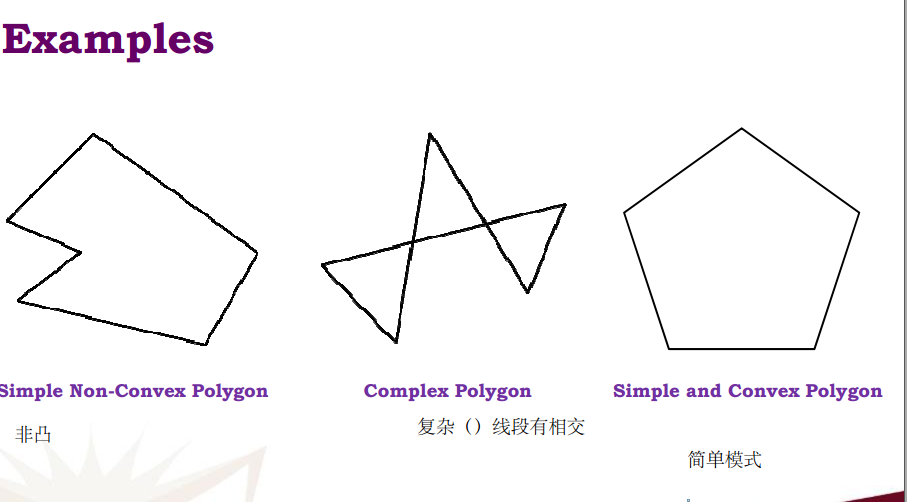 Examples
Simple Non-Convex Polygon
Complex Polygon
Simple and Convex Polygon
非凸
复杂（）线段有相交
简单模式